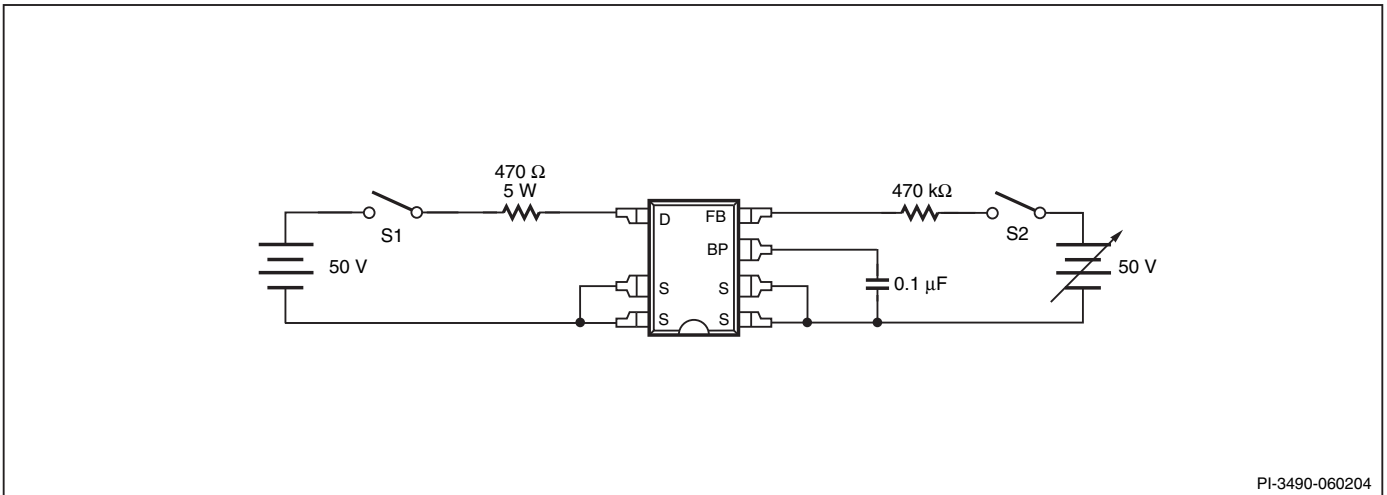 470 Ω
5 W
S1
50 V
D
S
S
FB
BP
S
S
470 kΩ
S2
50 V
0.1 µF
PI-3490-060204